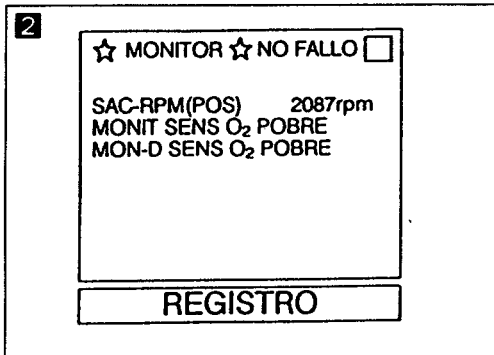 2
☆ MONITOR ☆ NO FALLO
SAC-RPM(POS) 2087rpm
MONIT SENS O₂ POBRE
MON-D SENS O₂ POBRE
REGISTRO